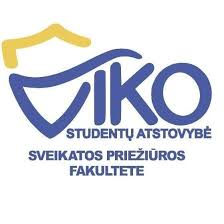 VIKO
STUDENTŲ ATSTOVYBĖ
SVEIKATOS PRIEŽIŪROS
FAKULTETE